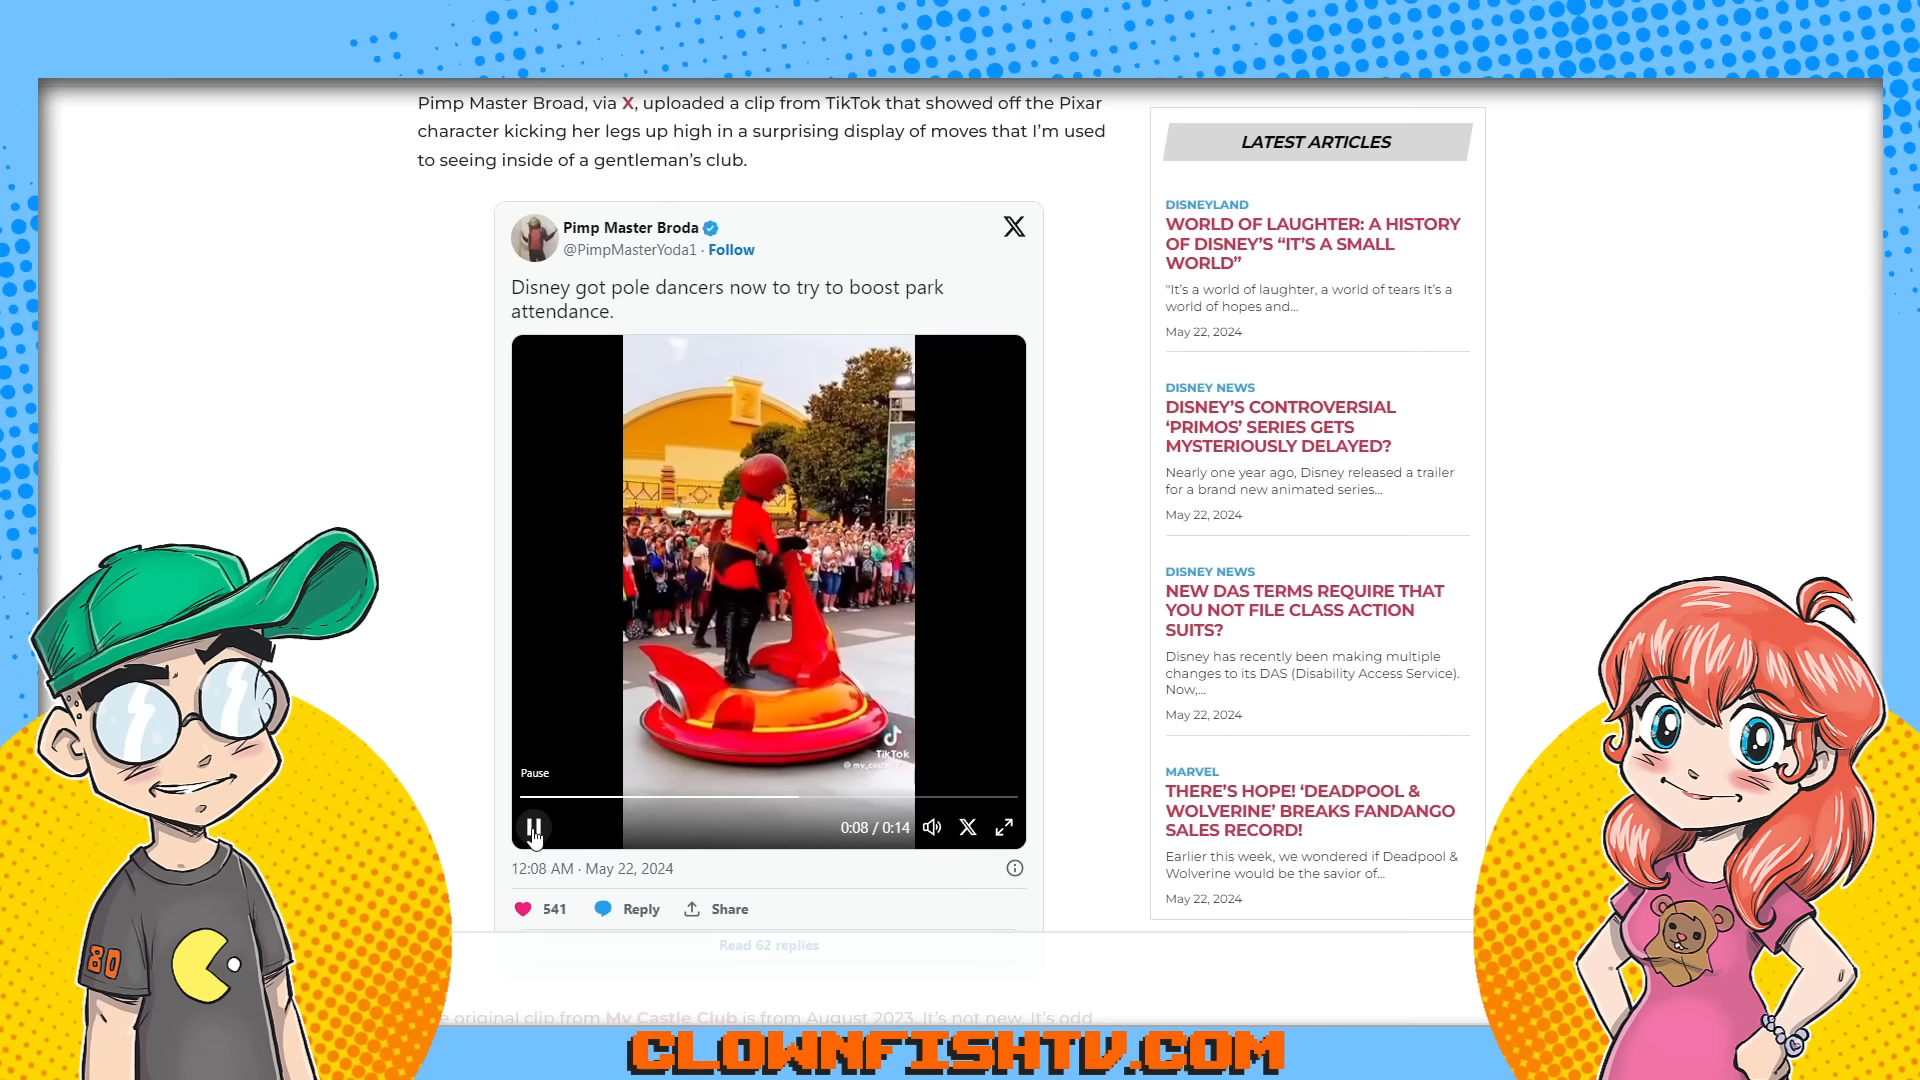 Pimp Master Broad, via X, uploaded a clip from TikTok that showed off the Pixar
character kicking her legs up high in a surprising display of moves that I'm used
to seeing inside of a gentleman's club.
Pimp Master Broda
@PimpMasterYoda1 · Follow
Disney got pole dancers now to try to boost park
attendance.
TikTok
Pause
0:08 / 0:14
12:08 AM · May 22, 2024
541 Reply Share
Read 62 replies
original clip from My Castle Club is from August 2023. It's not new. It's odd
LATEST ARTICLES
DISNEYLAND
WORLD OF LAUGHTER: A HISTORY
OF DISNEY'S “IT'S A SMALL
WORLD”
"It's a world of laughter, a world of tears It's a
world of hopes and...
May 22, 2024
DISNEY NEWS
DISNEY'S CONTROVERSIAL
‘PRIMOS’ SERIES GETS
MYSTERIOUSLY DELAYED?
Nearly one year ago, Disney released a trailer
for a brand new animated series...
May 22, 2024
DISNEY NEWS
NEW DAS TERMS REQUIRE THAT
YOU NOT FILE CLASS ACTION
SUITS?
Disney has recently been making multiple
changes to its DAS (Disability Access Service).
Now,...
May 22, 2024
MARVEL
THERE'S HOPE! ‘DEADPOOL &
WOLVERINE’ BREAKS FANDANGO
SALES RECORD!
Earlier this week, we wondered if Deadpool &
Wolverine would be the savior of...
May 22, 2024
80
CLOWNFISHTV.COM